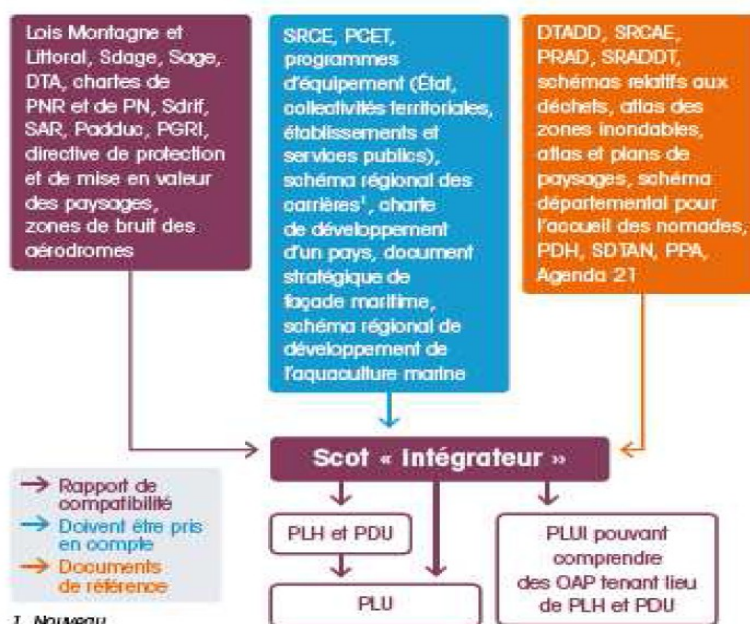 Lois Montagne et
Littoral, Sdage, Sage,
DTA, chartes de
PNR et de PN, Sdrif,
SAR, Padduc, PGRI,
directive de protection
et de mise en valeur
des paysages,
zones de bruit des
aérodromes
SRCE, PCET,
programmes
d'équipement (État,
collectivités territoriales,
établissements et
services publics),
schéma régional des
carrières¹, charte
de développement
d'un pays, document
stratégique de
façade maritime,
schéma régional de
développement de
l'aquaculture marine
DTADD, SRCAE,
PRAD, SRADDT,
schémas relatifs aux
déchets, atlas des
zones inondables,
atlas et plans de
paysages, schéma
départemental pour
l'accueil des nomades,
PDH, SDTAN, PPA,
Agenda 21
Scot « Intégrateur »
Rapport de
compatibilité
Doivent être pris
en compte
Documents
de référence
PLH et PDU
PLU
PLUI pouvant
comprendre
des OAP tenant lieu
de PLH et PDU
1. Nouveau